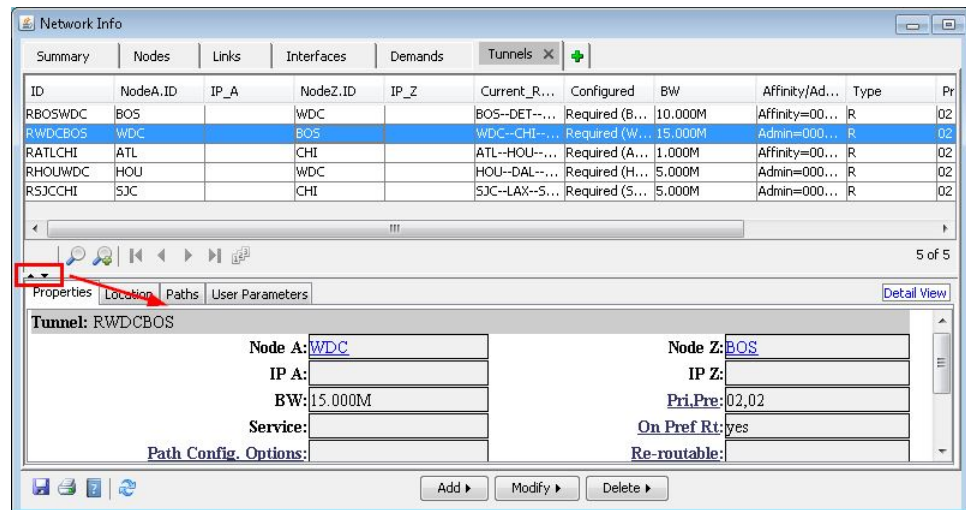 Network Info
Summary Nodes Links Interfaces Demands Tunnels
ID NodeA.ID IP_A NodeZ.ID IP_Z Current_R... Configured BW Affinity/Ad... Type Pr
RBOSWDC BOS WDC BOS--DET--... Required (B... 10.000M Affinity=00... R 02
RWDCBOS WDC BOS WDC--CHI--... Required (W... 15.000M Admin=000... R 02
RATLCHI ATL CHI ATL--HOU--... Required (A... 1.000M Affinity=00... R 02
RHOUWDC HOU WDC HOU--DAL--... Required (H... 5.000M Admin=000... R 02
RSJCCHI SJC CHI SJC--LAX--S... Required (S... 5.000M Admin=000... R 02
5 of 5
Properties Location Paths User Parameters Detail View
Tunnel: RWDCBOS
Node A: WDC Node Z: BOS
IP A: IP Z:
BW: 15.000M Pri,Pre: 02,02
Service: On Pref Rt: yes
Path Config. Options: Re-routable:
Add Modify Delete